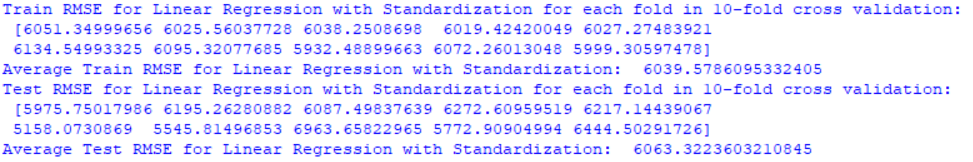 Train RMSE for Linear Regression with Standardization for each fold in 10-fold cross validation:
[6051.34999656 6025.56037728 6038.2508698  6019.42420049 6027.27483921
6134.54993325 6095.32077685 5932.48899663 6072.26013048 5999.30597478]
Average Train RMSE for Linear Regression with Standardization:  6039.5786095332405
Test RMSE for Linear Regression with Standardization for each fold in 10-fold cross validation:
[5975.75017986 6195.26280882 6087.49837639 6272.60959519 6217.14439067
5158.0730869  5545.81496853 6963.65822965 5772.90904994 6444.50291726]
Average Test RMSE for Linear Regression with Standardization:  6063.3223603210845